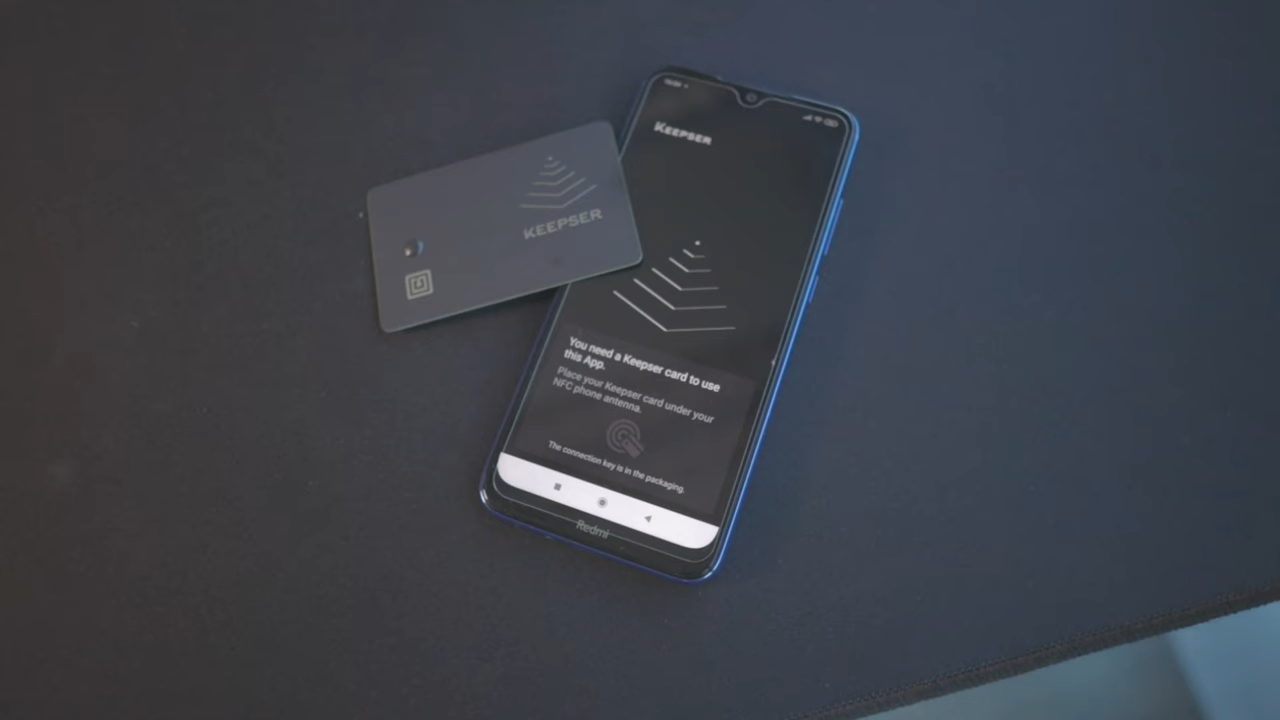 KEEPSER
KEEPSER
You need a Keepser card to use
this App.
Place your Keepser card under your
NFC phone antenna.
The connection key is in the packaging.
Redmi